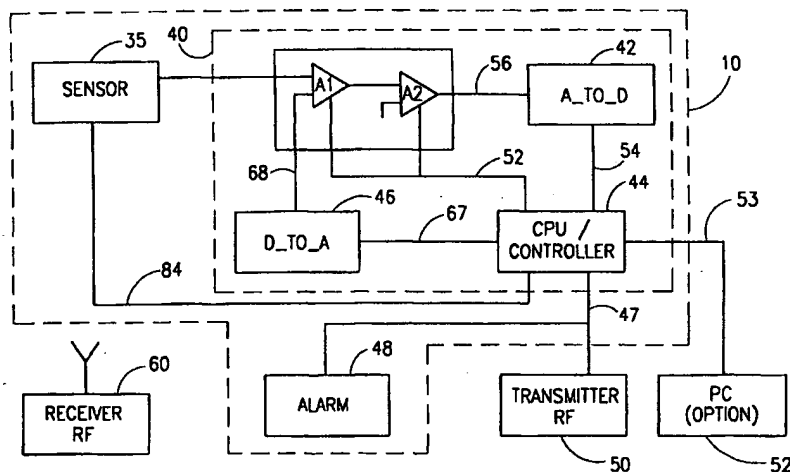 40
35
42
SENSOR
A1
A2
56
A_TO_D
10
68
52
54
46
44
53
D_TO_A
67
CPU /
CONTROLLER
84
47
60
48
RECEIVER
RF
ALARM
TRANSMITTER
RF
PC
(OPTION)
50
52